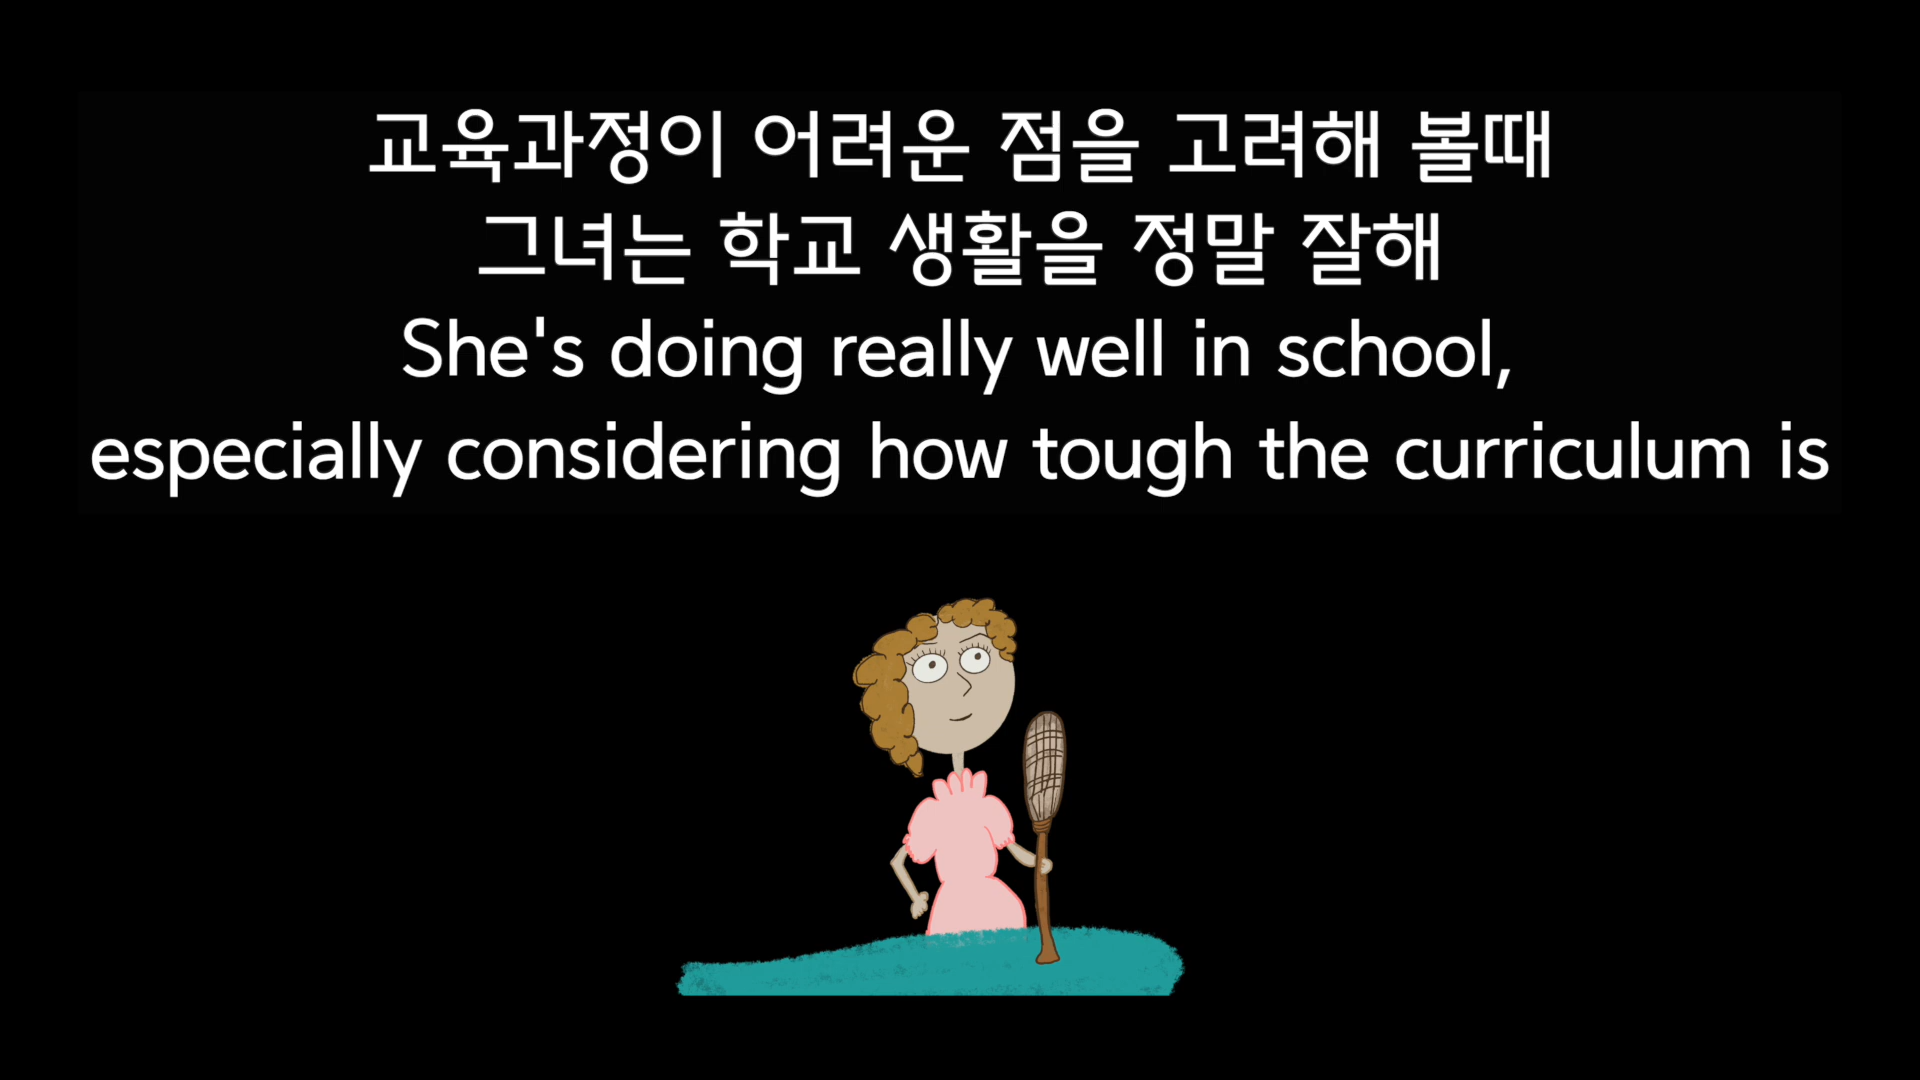 교육과정이 어려운 점을 고려해 볼때
그녀는 학교 생활을 정말 잘해
She's doing really well in school,
especially considering how tough the curriculum is